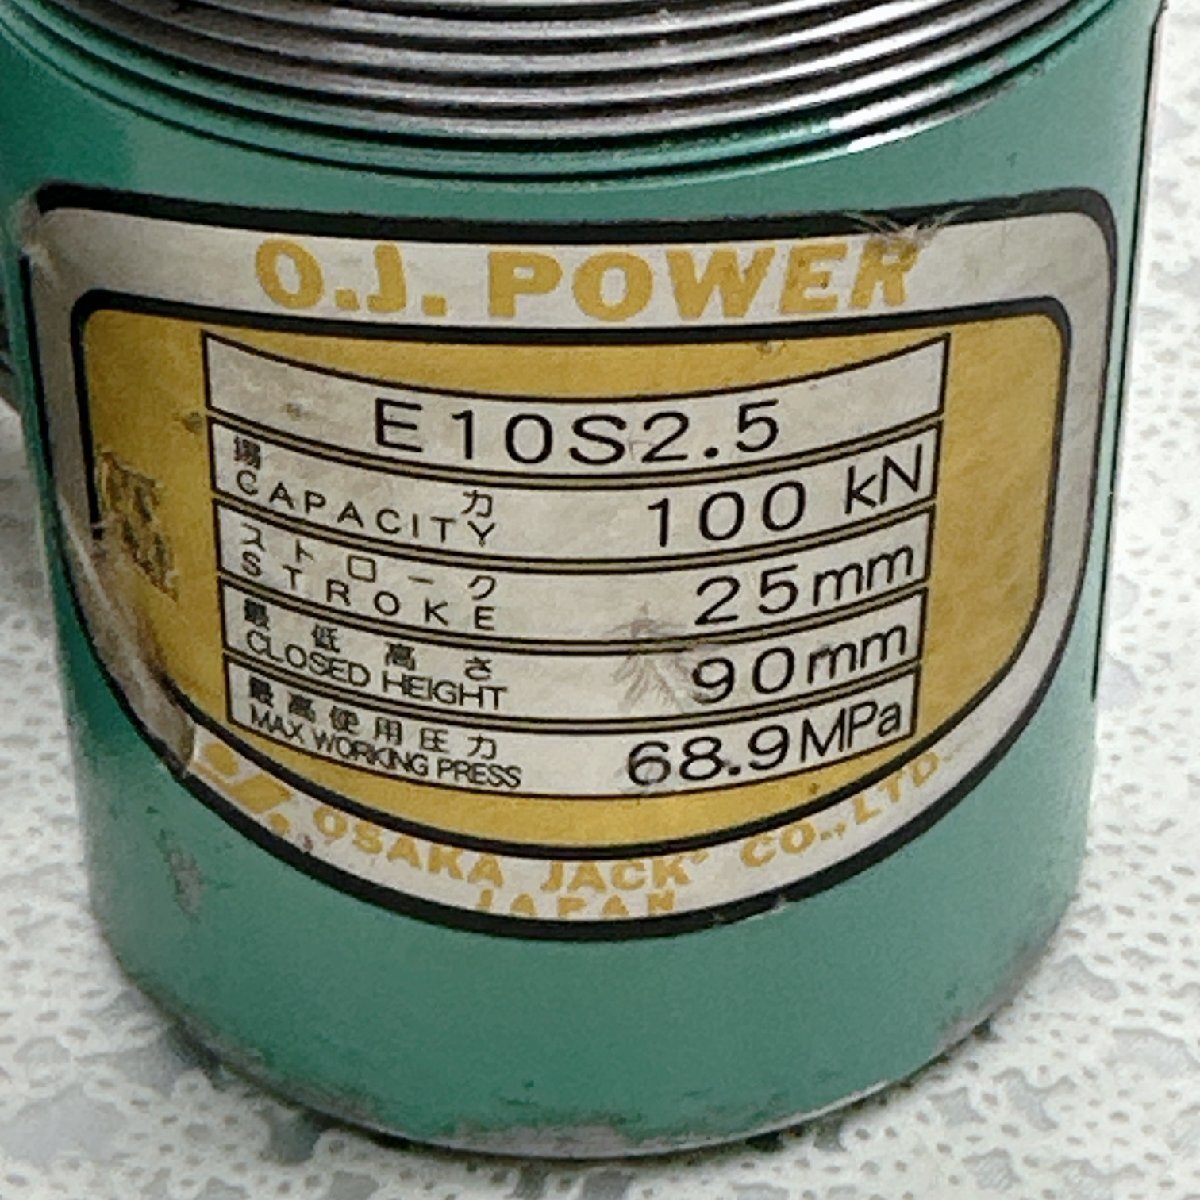 O.J. POWER
E10S2.5
揚力 100 kN
CAPACITY
ストローク 25mm
STROKE
最低高さ 90mm
CLOSED HEIGHT
最高使用圧力 68.9MPa
MAX WORKING PRESS
OJ. OSAKA JACK CO., LTD.
JAPAN